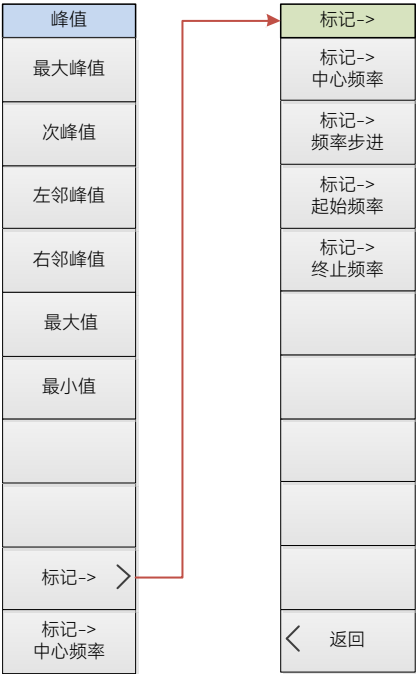 峰值
最大峰值
次峰值
左邻峰值
右邻峰值
最大值
最小值
标记->
标记->
中心频率
标记->
标记->
中心频率
标记->
频率步进
标记->
起始频率
标记->
终止频率
返回